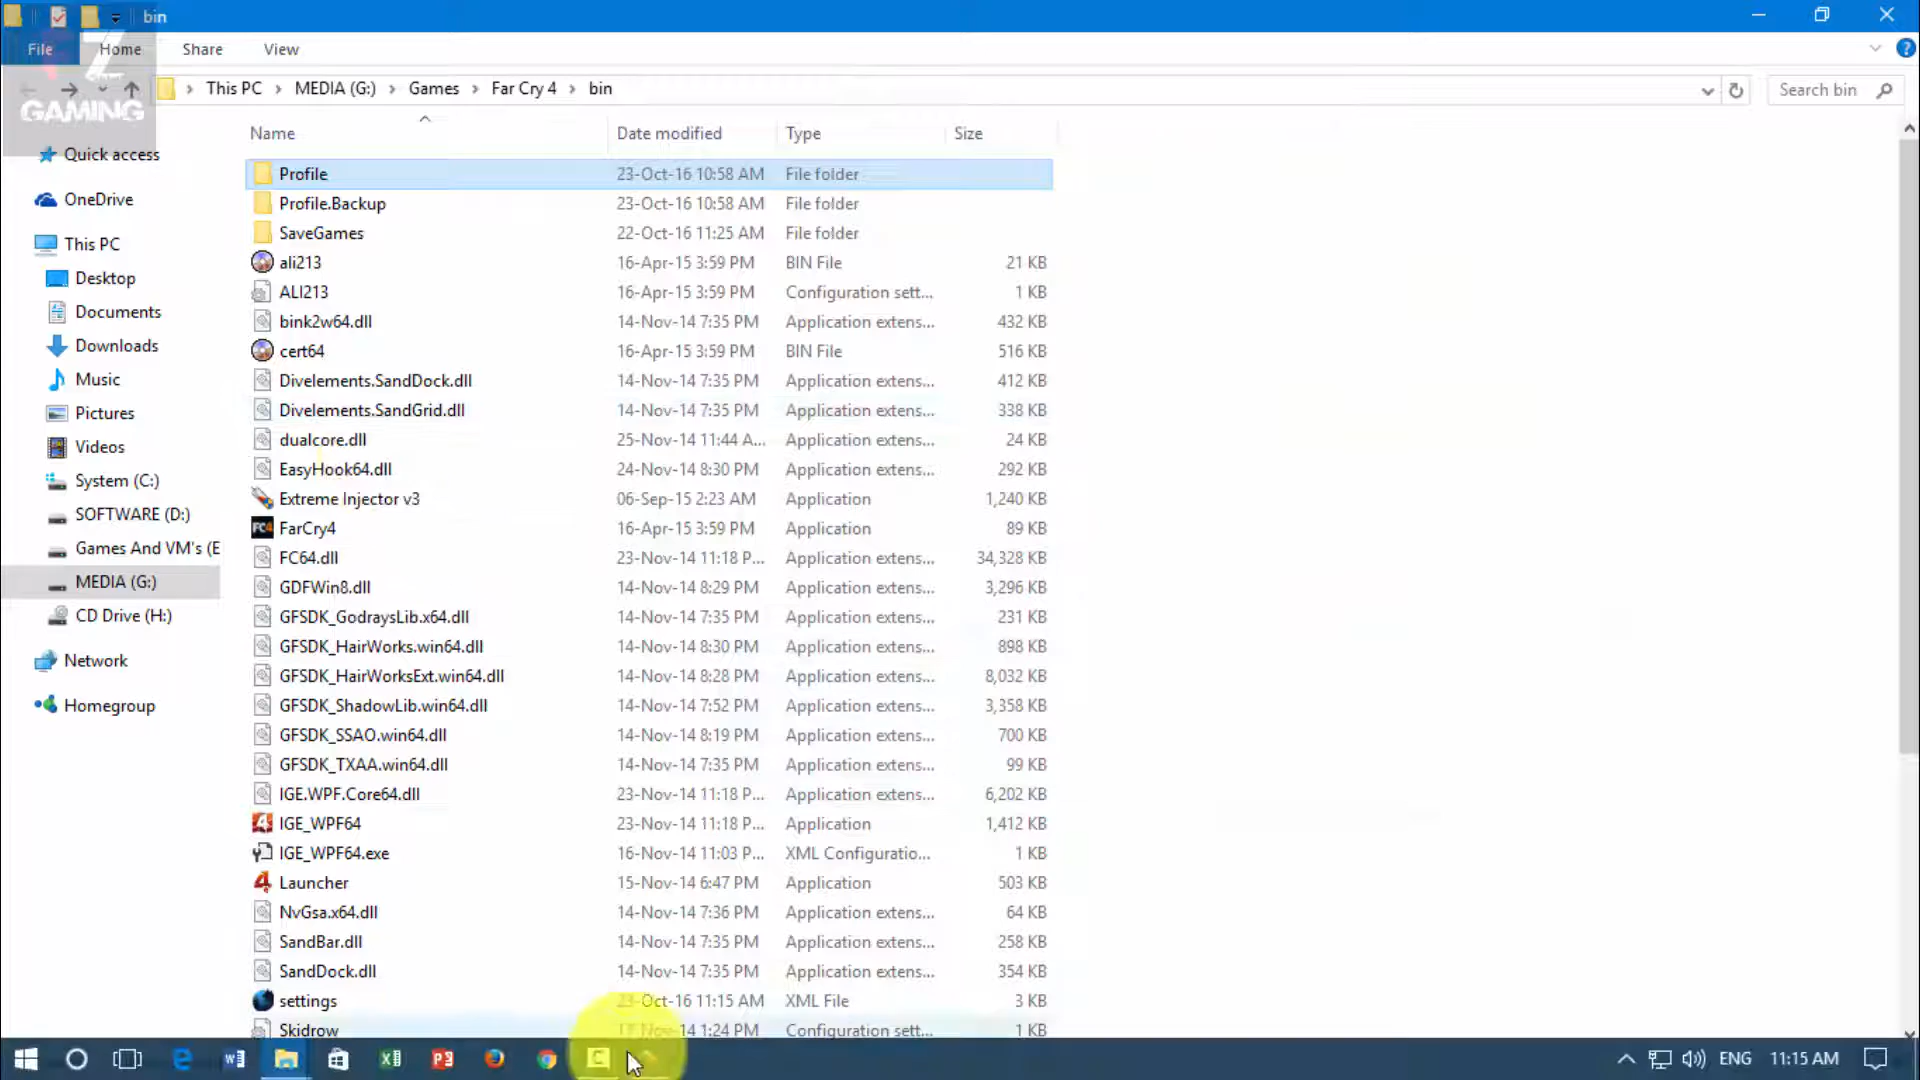 bin
File Home Share View
Z
GAMING
This PC MEDIA (G:) Games Far Cry 4 bin Search bin
Name Date modified Type Size
Quick access
OneDrive
This PC
Desktop
Documents
Downloads
Music
Pictures
Videos
System (C:)
SOFTWARE (D:)
Games And VM's (E
MEDIA (G:)
CD Drive (H:)
Network
Homegroup
Profile 23-Oct-16 10:58 AM File folder
Profile.Backup 23-Oct-16 10:58 AM File folder
SaveGames 22-Oct-16 11:25 AM File folder
ali213 16-Apr-15 3:59 PM BIN File 21 KB
ALI213 16-Apr-15 3:59 PM Configuration sett... 1 KB
bink2w64.dll 14-Nov-14 7:35 PM Application extens... 432 KB
cert64 16-Apr-15 3:59 PM BIN File 516 KB
Divelements.SandDock.dll 14-Nov-14 7:35 PM Application extens... 412 KB
Divelements.SandGrid.dll 14-Nov-14 7:35 PM Application extens... 338 KB
dualcore.dll 25-Nov-14 11:44 A... Application extens... 24 KB
EasyHook64.dll 24-Nov-14 8:30 PM Application extens... 292 KB
Extreme Injector v3 06-Sep-15 2:23 AM Application 1,240 KB
FC4 FarCry4 16-Apr-15 3:59 PM Application 89 KB
FC64.dll 23-Nov-14 11:18 P... Application extens... 34,328 KB
GDFWin8.dll 14-Nov-14 8:29 PM Application extens... 3,296 KB
GFSDK_GodraysLib.x64.dll 14-Nov-14 7:35 PM Application extens... 231 KB
GFSDK_HairWorks.win64.dll 14-Nov-14 8:30 PM Application extens... 898 KB
GFSDK_HairWorksExt.win64.dll 14-Nov-14 8:28 PM Application extens... 8,032 KB
GFSDK_ShadowLib.win64.dll 14-Nov-14 7:52 PM Application extens... 3,358 KB
GFSDK_SSAO.win64.dll 14-Nov-14 8:19 PM Application extens... 700 KB
GFSDK_TXAA.win64.dll 14-Nov-14 7:35 PM Application extens... 99 KB
IGE.WPF.Core64.dll 23-Nov-14 11:18 P... Application extens... 6,202 KB
IGE_WPF64 23-Nov-14 11:18 P... Application 1,412 KB
IGE_WPF64.exe 16-Nov-14 11:03 P... XML Configuratio... 1 KB
Launcher 15-Nov-14 6:47 PM Application 503 KB
NvGsa.x64.dll 14-Nov-14 7:36 PM Application extens... 64 KB
SandBar.dll 14-Nov-14 7:35 PM Application extens... 258 KB
SandDock.dll 14-Nov-14 7:35 PM Application extens... 354 KB
settings 23-Oct-16 11:15 AM XML File 3 KB
Skidrow -14 1:24 PM Configuration sett... 1 KB
ENG 11:15 AM